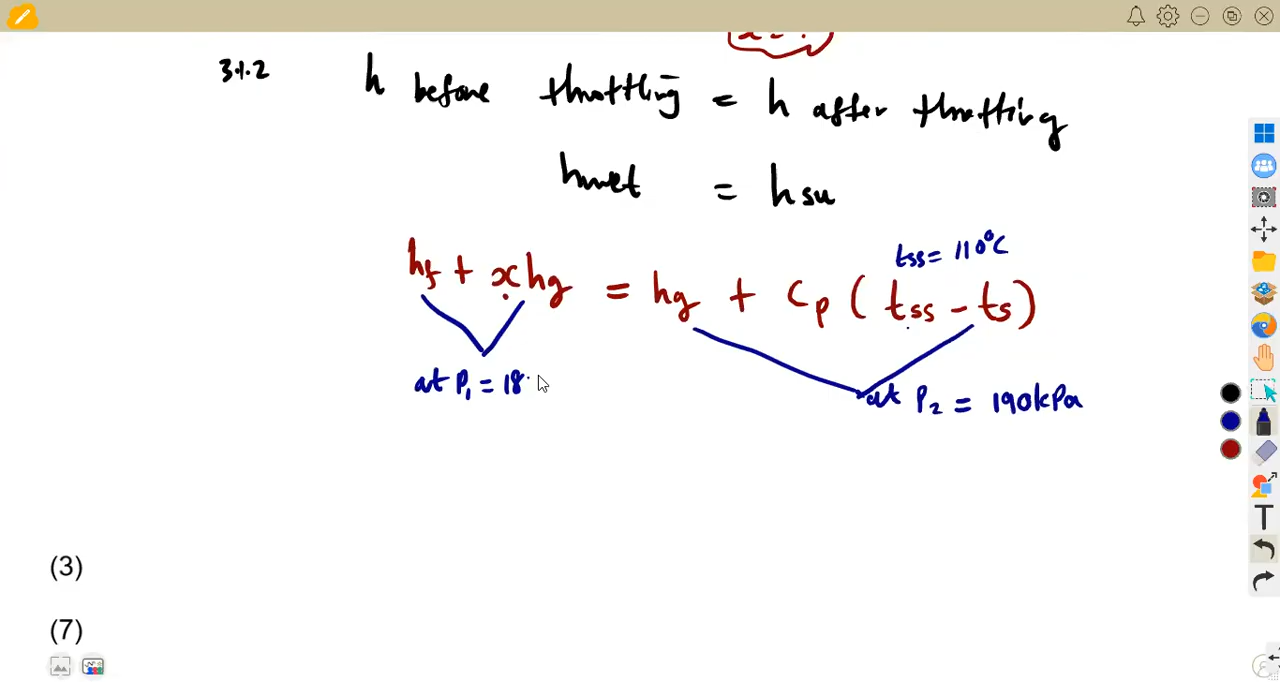 3.1.2 h before throttling = h after throttling
hwet = hsu
tss = 110°C
hf + xhg = hg + Cp (tss - ts)
at P1 = 18
at P2 = 190kPa
(3)
(7)
T